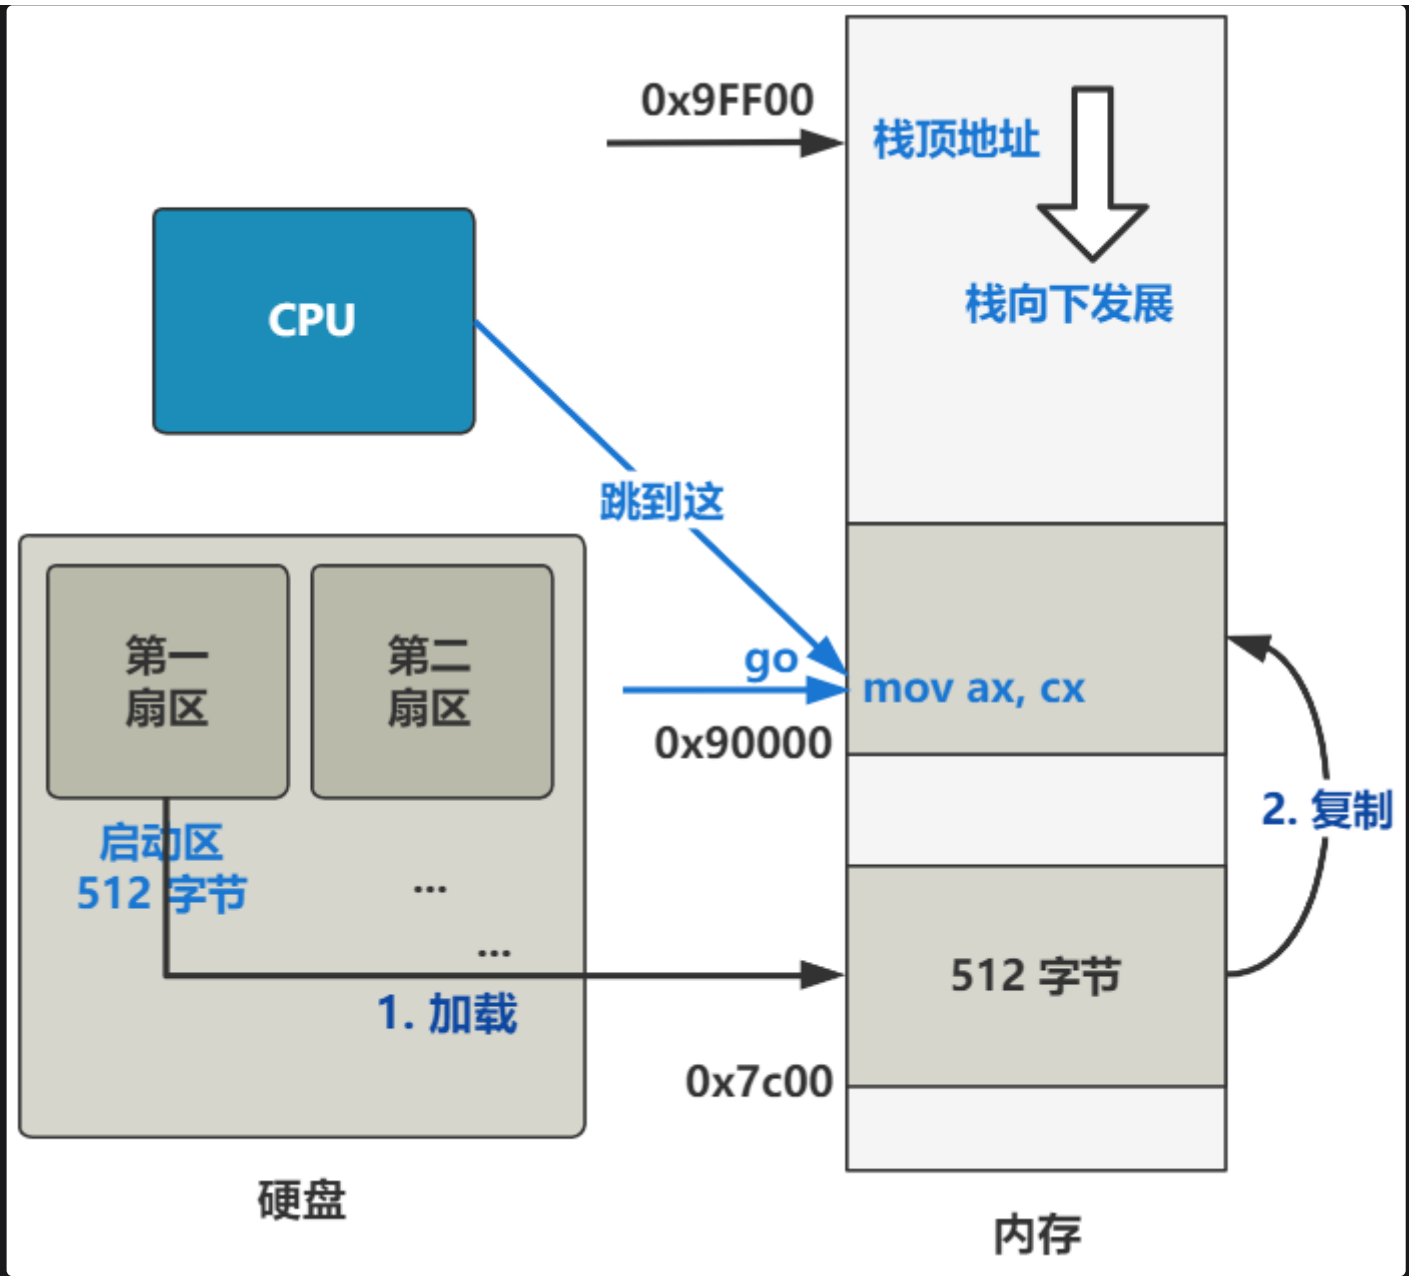 0x9FF00
栈顶地址
栈向下发展
CPU
跳到这
go
mov ax, cx
0x90000
第一
扇区
第二
扇区
启动区
512 字节
...
...
1. 加载
2. 复制
512 字节
0x7c00
硬盘
内存